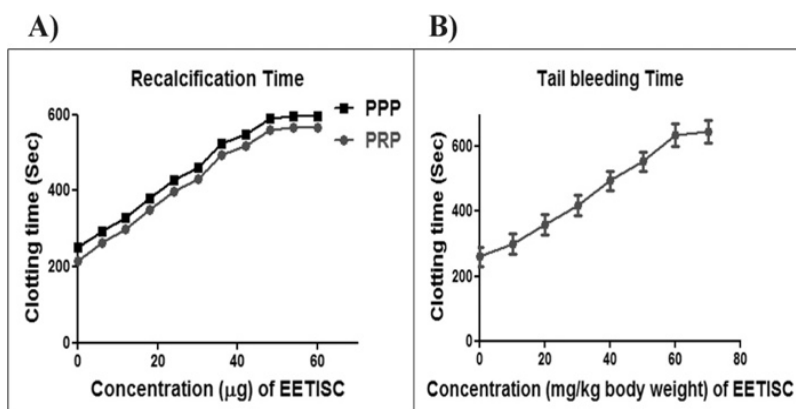 A)
Recalcification Time
PPP
PRP
600
400
200
0
0
20
40
60
Clotting time (Sec)
Concentration (μg) of EETISC
B)
Tail bleeding Time
600
400
200
0
0
20
40
60
80
Clotting time (Sec)
Concentration (mg/kg body weight) of EETISC